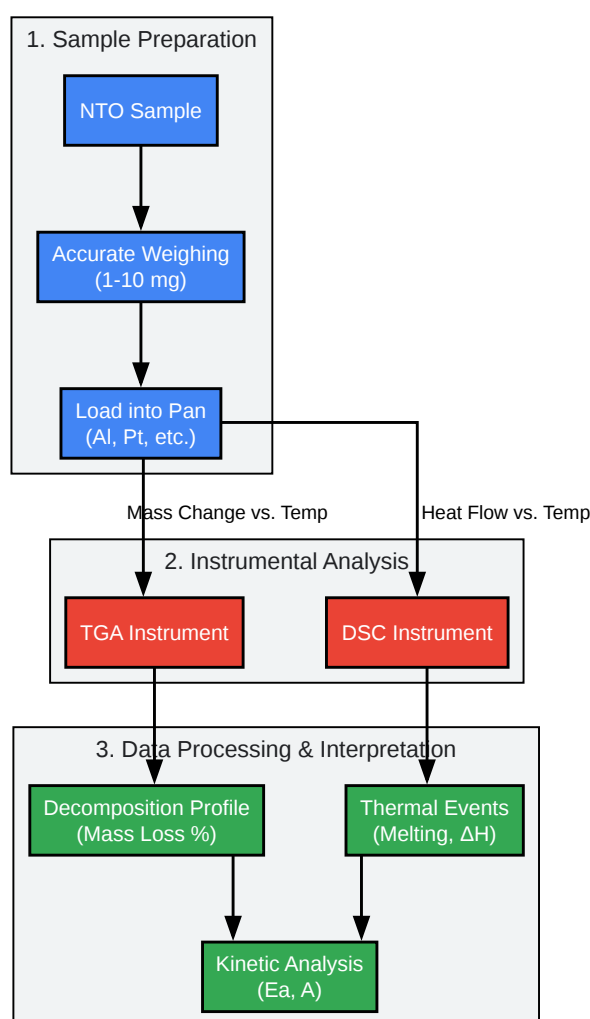 1. Sample Preparation
NTO Sample
Accurate Weighing
(1-10 mg)
Load into Pan
(Al, Pt, etc.)
Mass Change vs. Temp
Heat Flow vs. Temp
2. Instrumental Analysis
TGA Instrument
DSC Instrument
3. Data Processing & Interpretation
Decomposition Profile
(Mass Loss %)
Thermal Events
(Melting, ΔH)
Kinetic Analysis
(Ea, A)